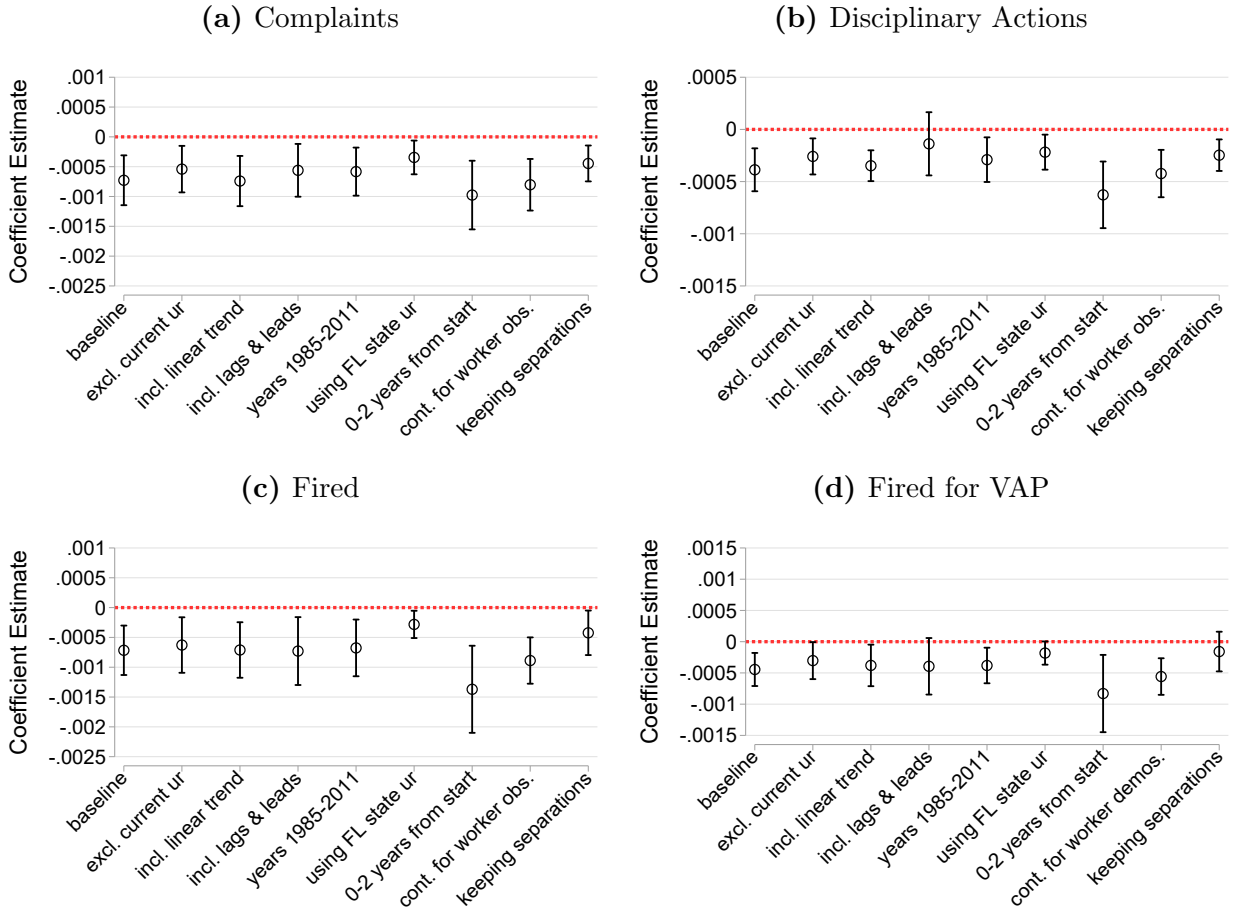 (a) Complaints
Coefficient Estimate
.001
.0005
0
-.0005
-.001
-.0015
-.002
-.0025
baseline
excl. current ur
incl. linear trend
incl. lags & leads
years 1985-2011
using FL state ur
0-2 years from start
cont. for worker obs.
keeping separations
(b) Disciplinary Actions
Coefficient Estimate
.0005
0
-.0005
-.001
-.0015
baseline
excl. current ur
incl. linear trend
incl. lags & leads
years 1985-2011
using FL state ur
0-2 years from start
cont. for worker obs.
keeping separations
(c) Fired
Coefficient Estimate
.001
.0005
0
-.0005
-.001
-.0015
-.002
-.0025
baseline
excl. current ur
incl. linear trend
incl. lags & leads
years 1985-2011
using FL state ur
0-2 years from start
cont. for worker obs.
keeping separations
(d) Fired for VAP
Coefficient Estimate
.0015
.001
.0005
0
-.0005
-.001
-.0015
baseline
excl. current ur
incl. linear trend
incl. lags & leads
years 1985-2011
using FL state ur
0-2 years from start
cont. for worker demos.
keeping separations